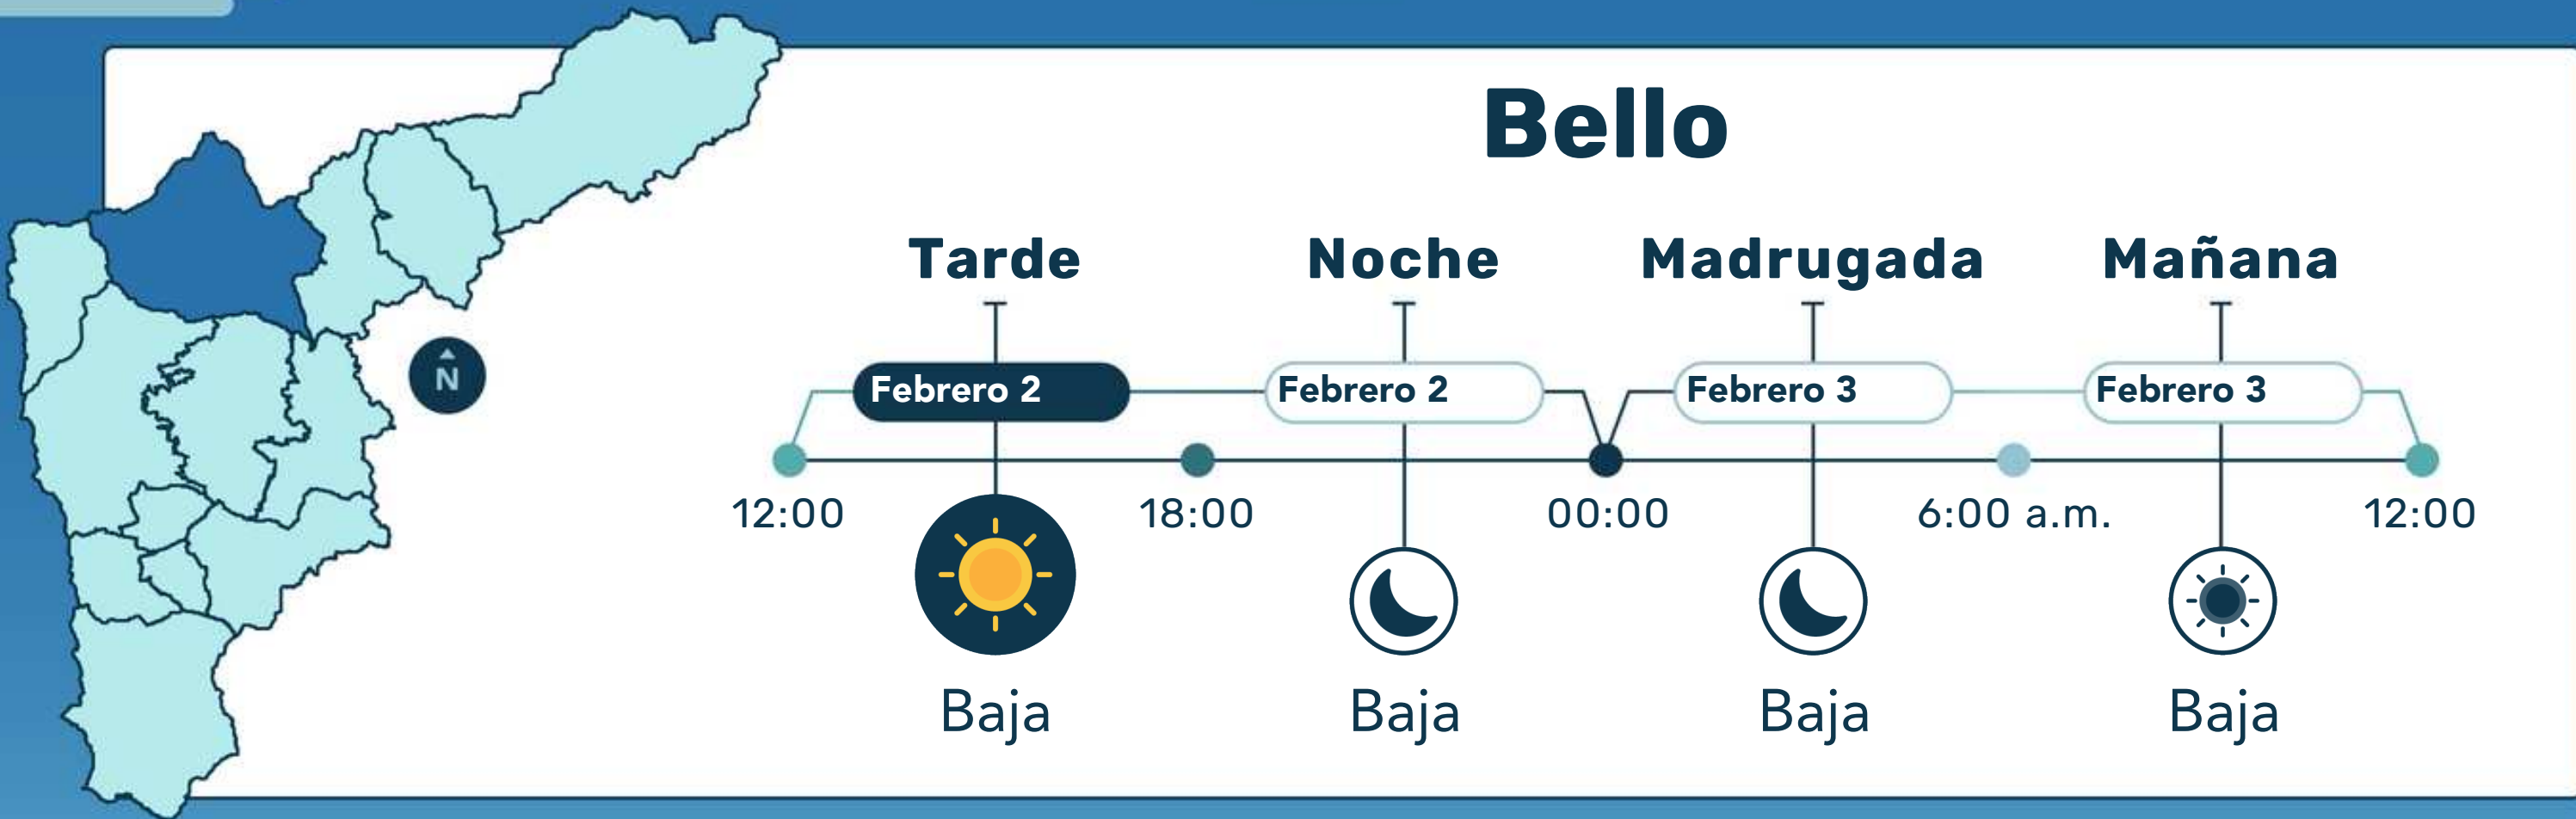 Bello
Tarde Noche Madrugada Mañana
Febrero 2 Febrero 2 Febrero 3 Febrero 3
N
12:00 18:00 00:00 6:00 a.m. 12:00
Baja Baja Baja Baja